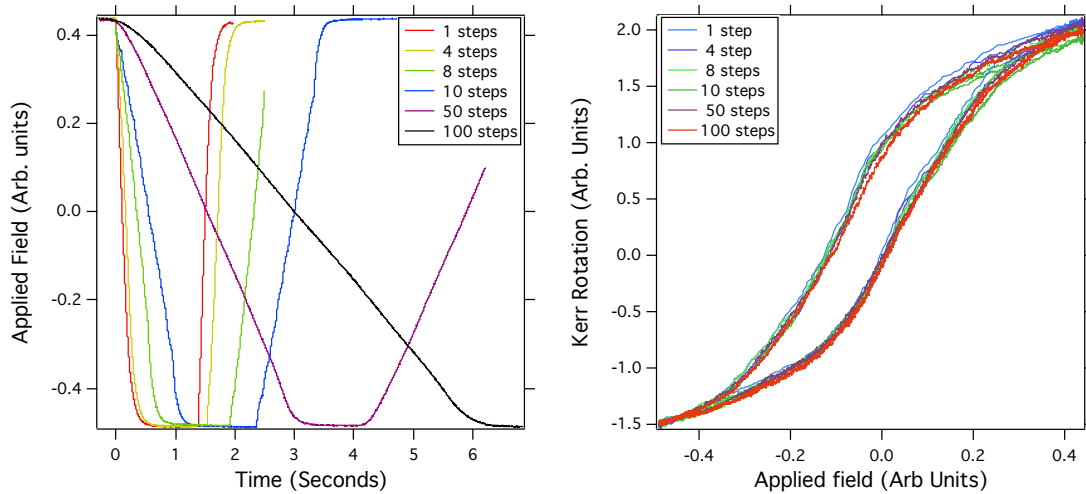 0.4
0.2
0.0
-0.2
-0.4
Applied Field (Arb. units)
0
1
2
3
4
5
6
Time (Seconds)
1 steps
4 steps
8 steps
10 steps
50 steps
100 steps
2.0
1.5
1.0
0.5
0.0
-0.5
-1.0
-1.5
Kerr Rotation (Arb. Units)
-0.4
-0.2
0.0
0.2
0.4
Applied field (Arb Units)
1 step
4 step
8 steps
10 steps
50 steps
100 steps